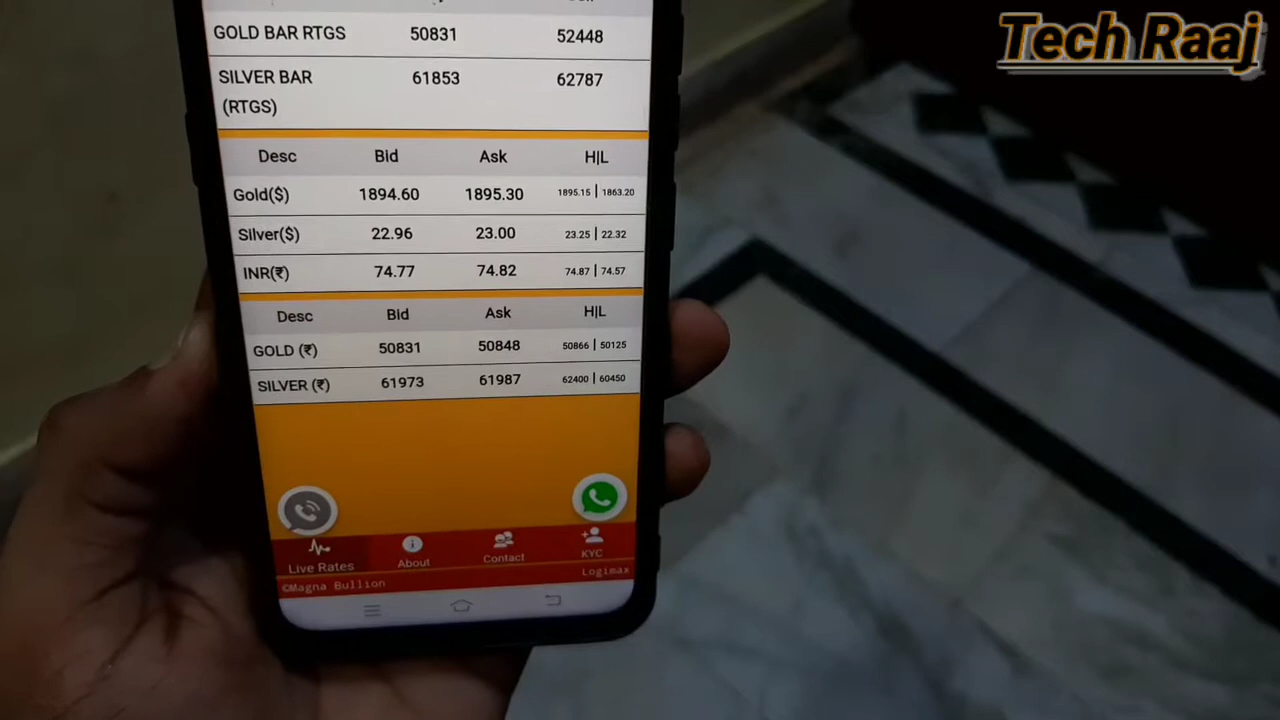 Tech Raaj
GOLD BAR RTGS 50831 52448
SILVER BAR 61853 62787
(RTGS)
Desc Bid Ask H|L
Gold($) 1894.60 1895.30 1895.15 | 1863.20
Silver($) 22.96 23.00 23.25 | 22.32
INR(₹) 74.77 74.82 74.87 | 74.57
Desc Bid Ask H|L
GOLD (₹) 50831 50848 50866 | 50125
SILVER (₹) 61973 61987 62400 | 60450
Live Rates About Contact KYC
©Magna Bullion Logimax